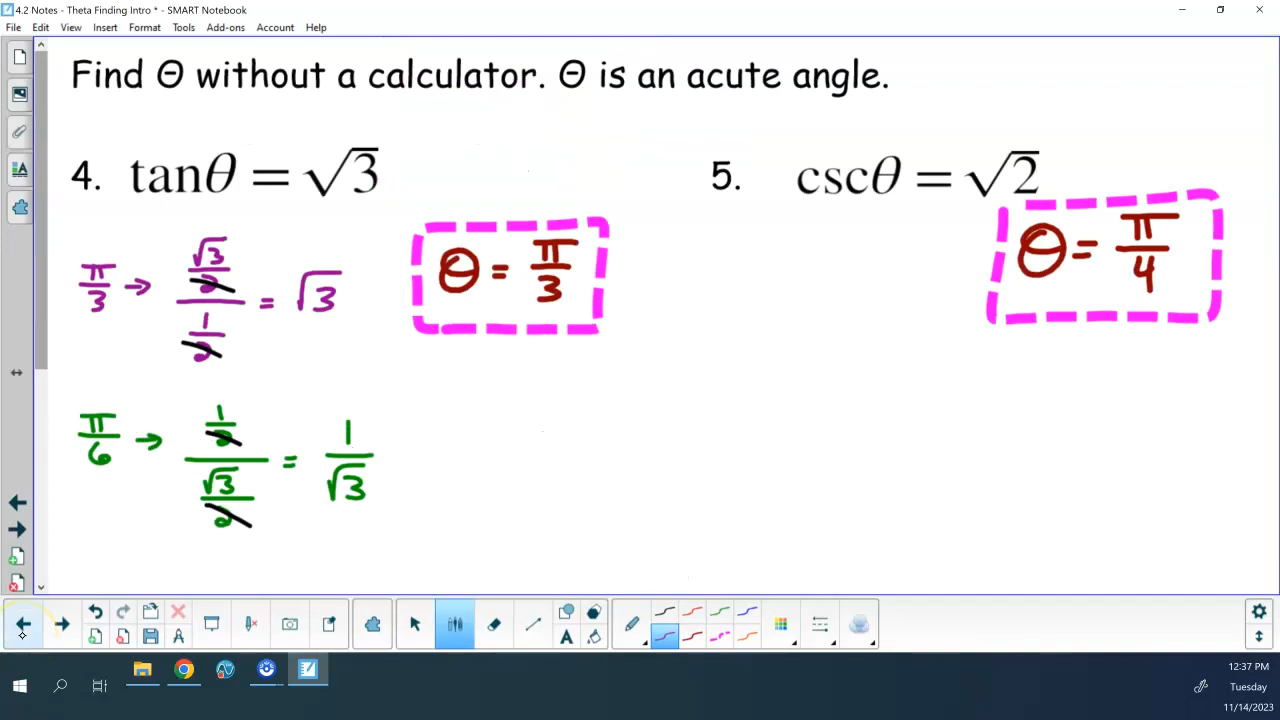 4.2 Notes - Theta Finding Intro * - SMART Notebook
File Edit View Insert Format Tools Add-ons Account Help
Find Θ without a calculator. Θ is an acute angle.
4. tanθ = √3
5. cscθ = √2
π/3 → (√3/2)/(1/2) = √3
Θ = π/3
Θ = π/4
π/6 → (1/2)/(√3/2) = 1/√3
12:37 PM
Tuesday
11/14/2023